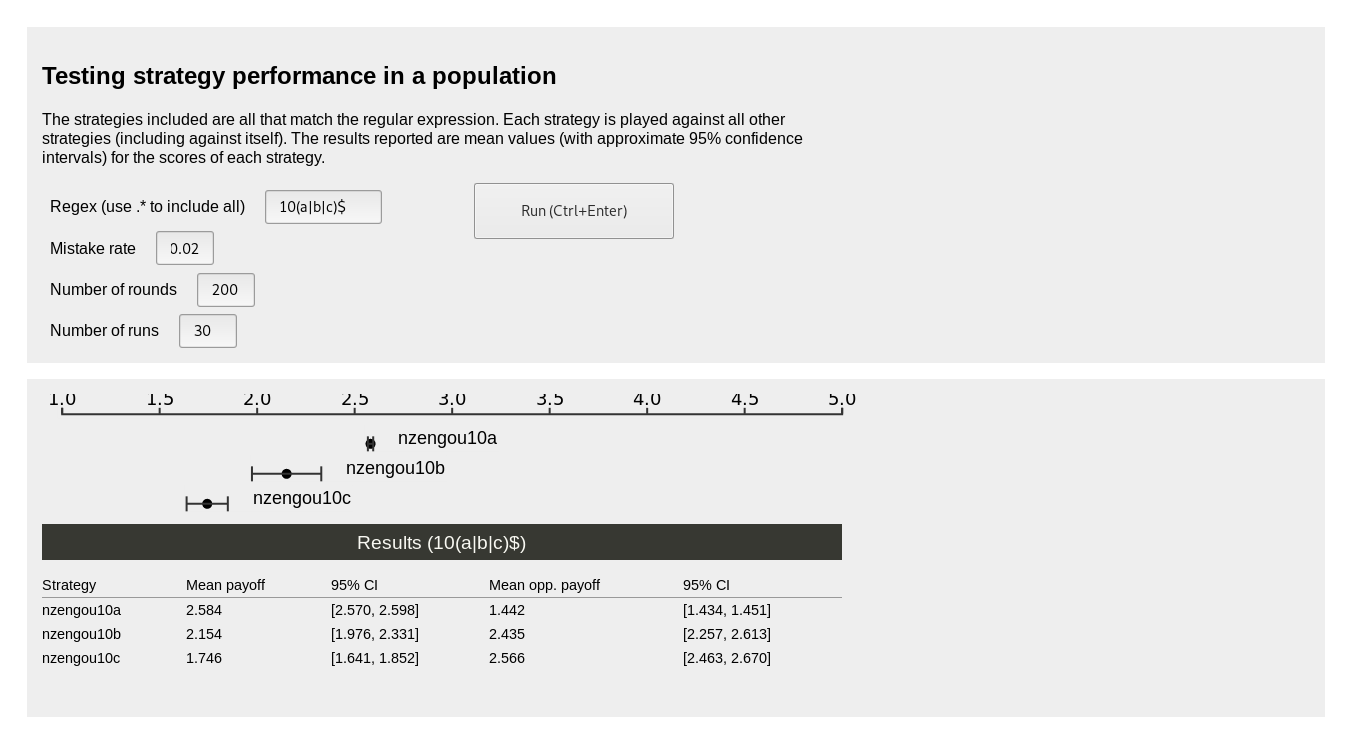 Testing strategy performance in a population
The strategies included are all that match the regular expression. Each strategy is played against all other
strategies (including against itself). The results reported are mean values (with approximate 95% confidence
intervals) for the scores of each strategy.
Regex (use .* to include all) 10(a|b|c)$ Run (Ctrl+Enter)
Mistake rate 0.02
Number of rounds 200
Number of runs 30
1.0 1.5 2.0 2.5 3.0 3.5 4.0 4.5 5.0
nzengou10a
nzengou10b
nzengou10c
Results (10(a|b|c)$)
Strategy Mean payoff 95% CI Mean opp. payoff 95% CI
nzengou10a 2.584 [2.570, 2.598] 1.442 [1.434, 1.451]
nzengou10b 2.154 [1.976, 2.331] 2.435 [2.257, 2.613]
nzengou10c 1.746 [1.641, 1.852] 2.566 [2.463, 2.670]